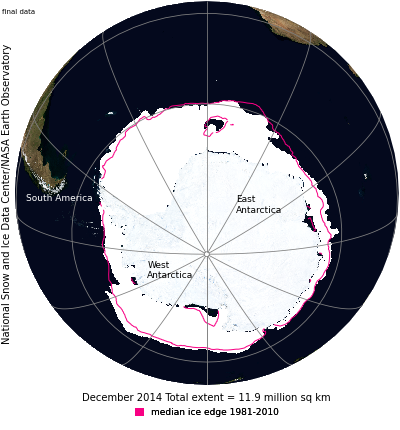 final data
National Snow and Ice Data Center/NASA Earth Observatory
South America
East
Antarctica
West
Antarctica
December 2014 Total extent = 11.9 million sq km
median ice edge 1981-2010